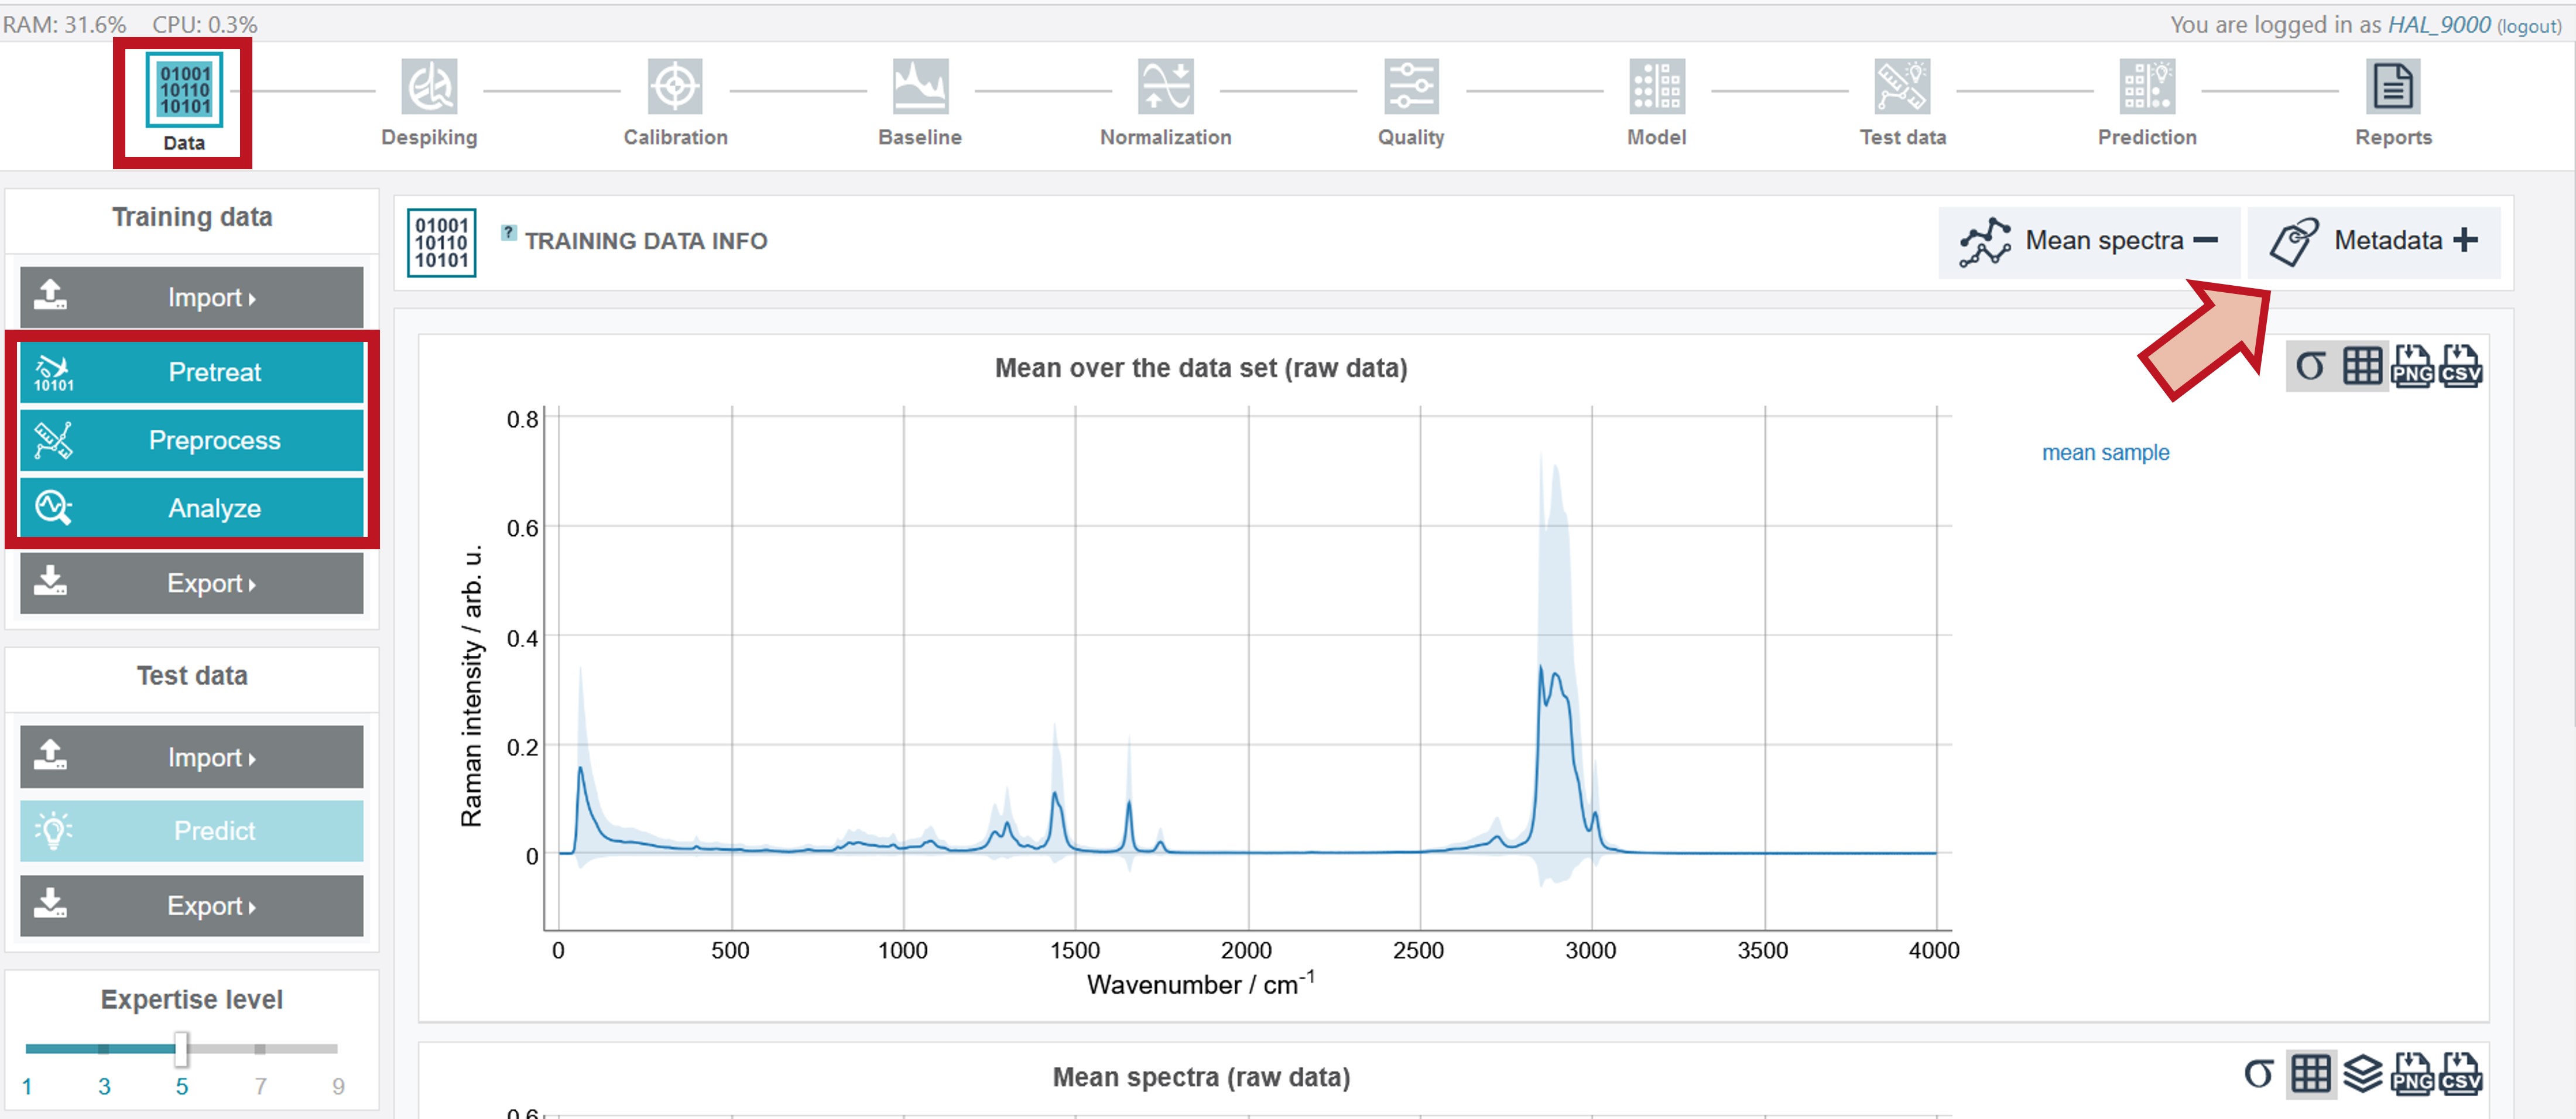 RAM: 31.6% CPU: 0.3%
You are logged in as HAL_9000 (logout)
01001
10110
10101
Data
Despiking
Calibration
Baseline
Normalization
Quality
Model
Test data
Prediction
Reports
Training data
Import
10101
Pretreat
Preprocess
Analyze
Export
Test data
Import
Predict
Export
Expertise level
1 3 5 7 9
01001
10110
10101
? TRAINING DATA INFO
Mean spectra
Metadata
Mean over the data set (raw data)
σ PNG CSV
mean sample
0.8
0.6
0.4
0.2
0
Raman intensity / arb. u.
0 500 1000 1500 2000 2500 3000 3500 4000
Wavenumber / cm⁻¹
Mean spectra (raw data)
σ PNG CSV
0.6